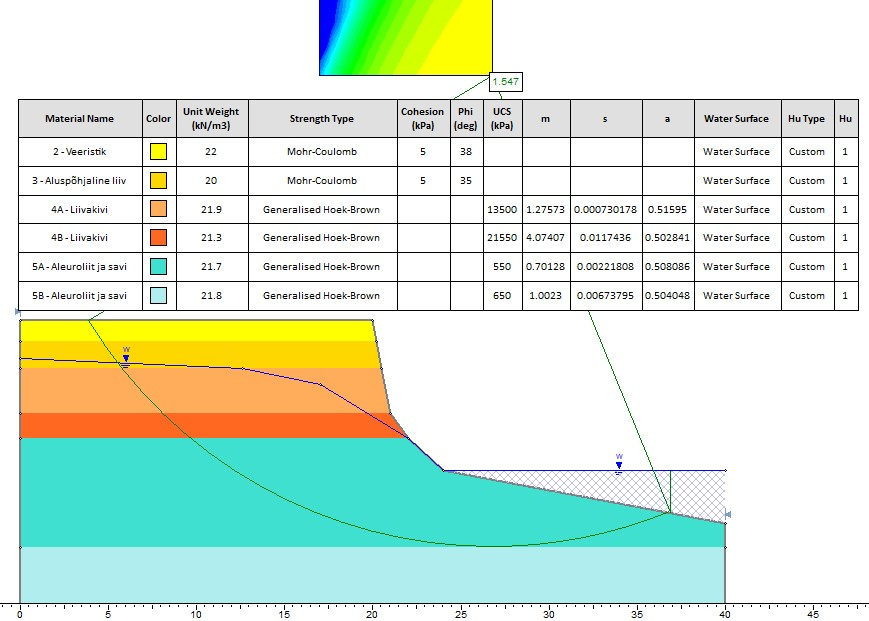 1.547
Material Name Color Unit Weight (kN/m3) Strength Type Cohesion (kPa) Phi (deg) UCS (kPa) m s a Water Surface Hu Type Hu
2 - Veeristik 22 Mohr-Coulomb 5 38 Water Surface Custom 1
3 - Aluspõhjaline liiv 20 Mohr-Coulomb 5 35 Water Surface Custom 1
4A - Liivakivi 21.9 Generalised Hoek-Brown 13500 1.27573 0.000730178 0.51595 Water Surface Custom 1
4B - Liivakivi 21.3 Generalised Hoek-Brown 21550 4.07407 0.0117436 0.502841 Water Surface Custom 1
5A - Aleuroliit ja savi 21.7 Generalised Hoek-Brown 550 0.70128 0.00221808 0.508086 Water Surface Custom 1
5B - Aleuroliit ja savi 21.8 Generalised Hoek-Brown 650 1.0023 0.00673795 0.504048 Water Surface Custom 1
W
W
0 5 10 15 20 25 30 35 40 45